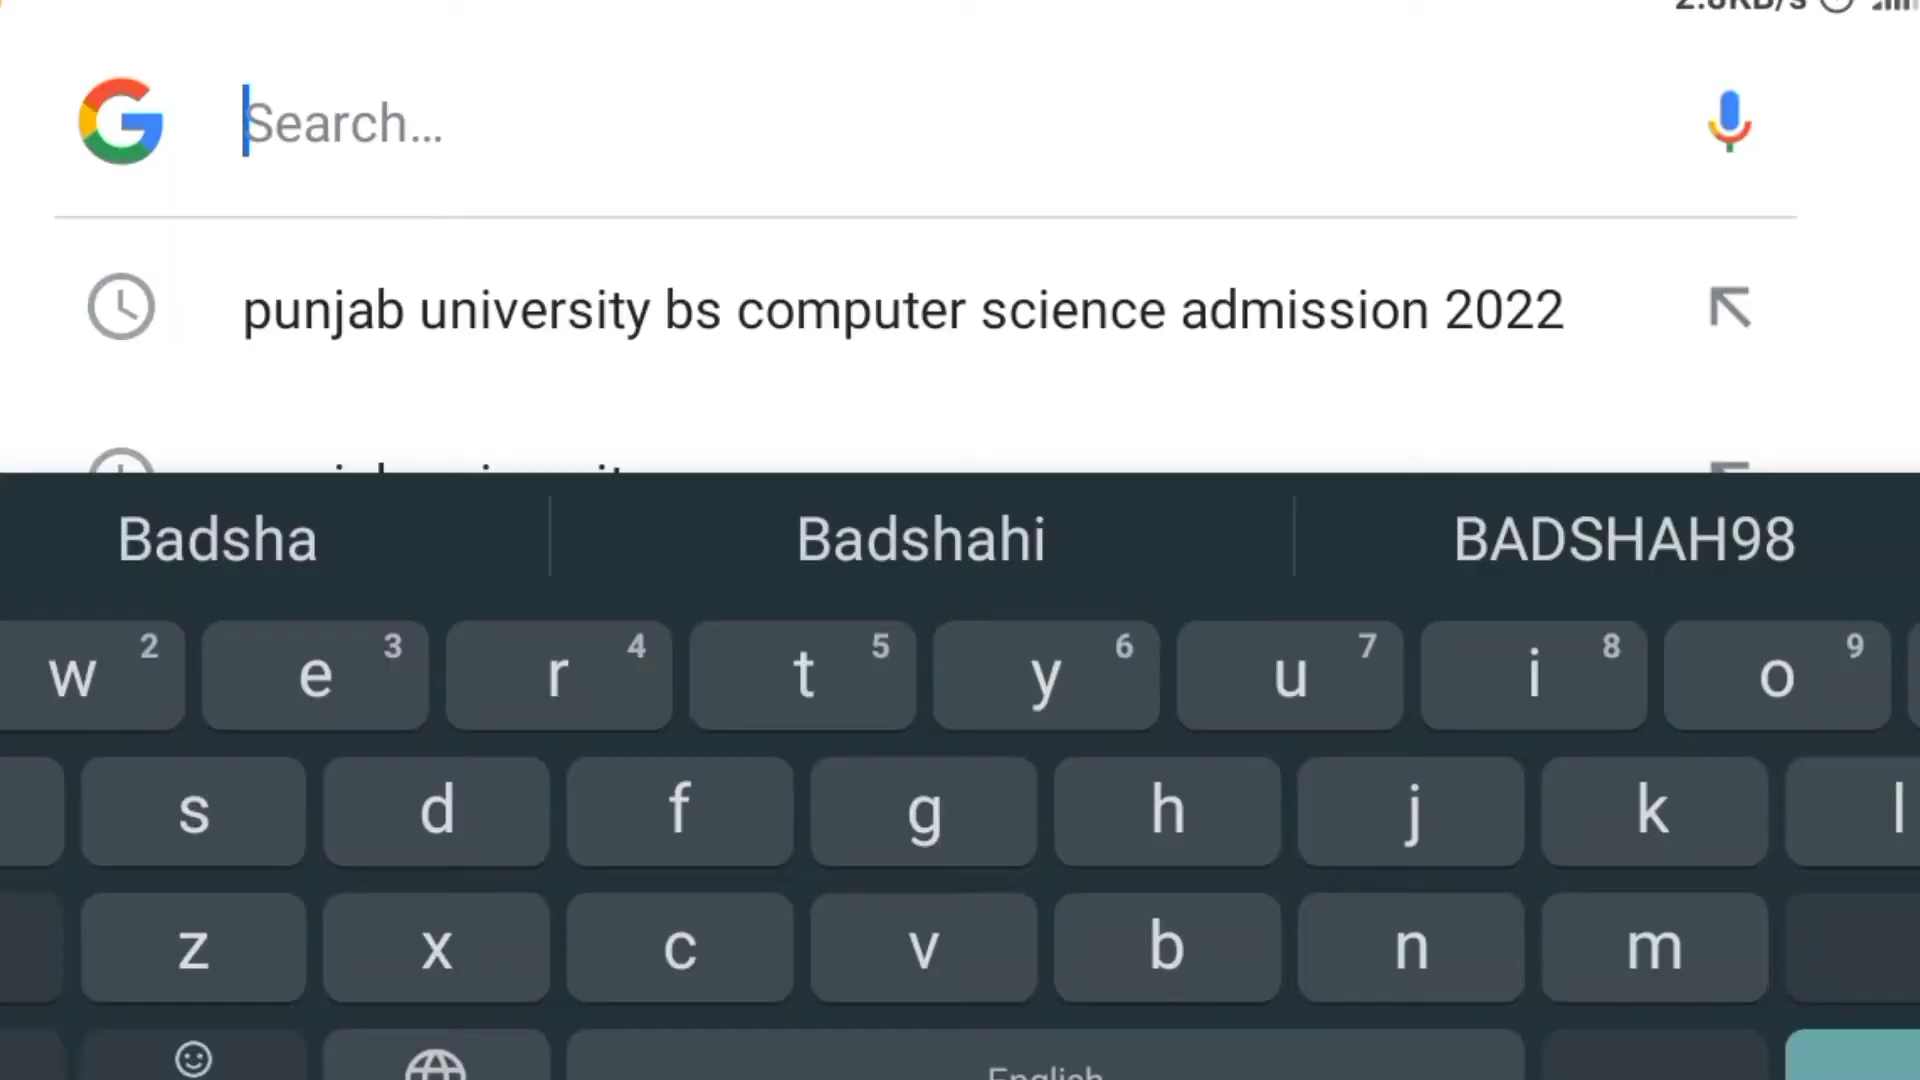 Search...
punjab university bs computer science admission 2022
Badsha Badshahi BADSHAH98
w 2 e 3 r 4 t 5 y 6 u 7 i 8 o 9
s d f g h j k l
z x c v b n m
English